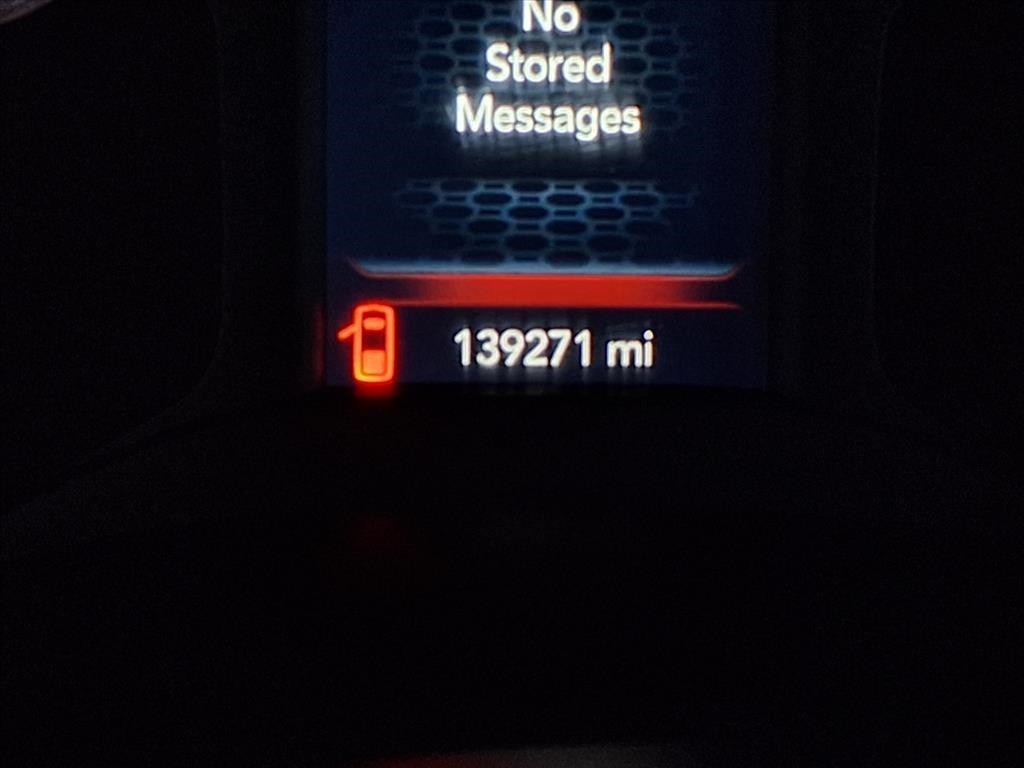 No
Stored
Messages
139271 mi